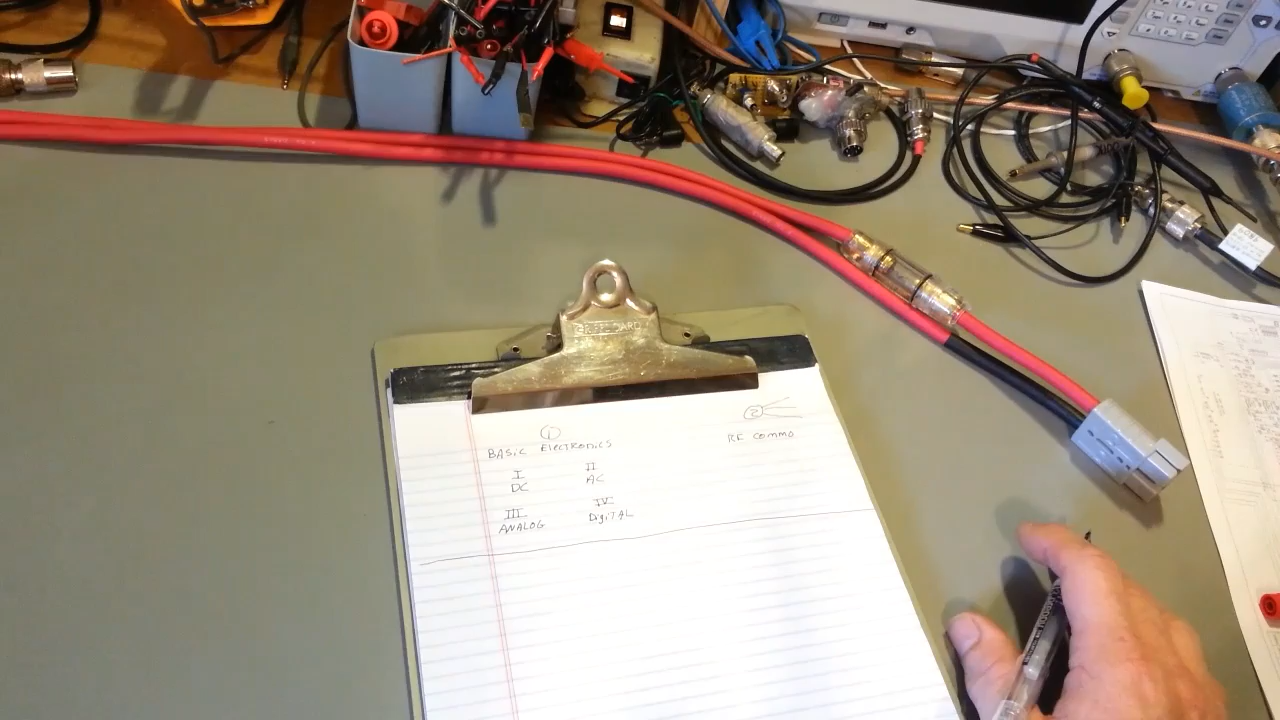 ①
BASIC ELECTRONICS
I
DC
II
AC
III
ANALOG
IV
DigiTAL
②
RF COMMO